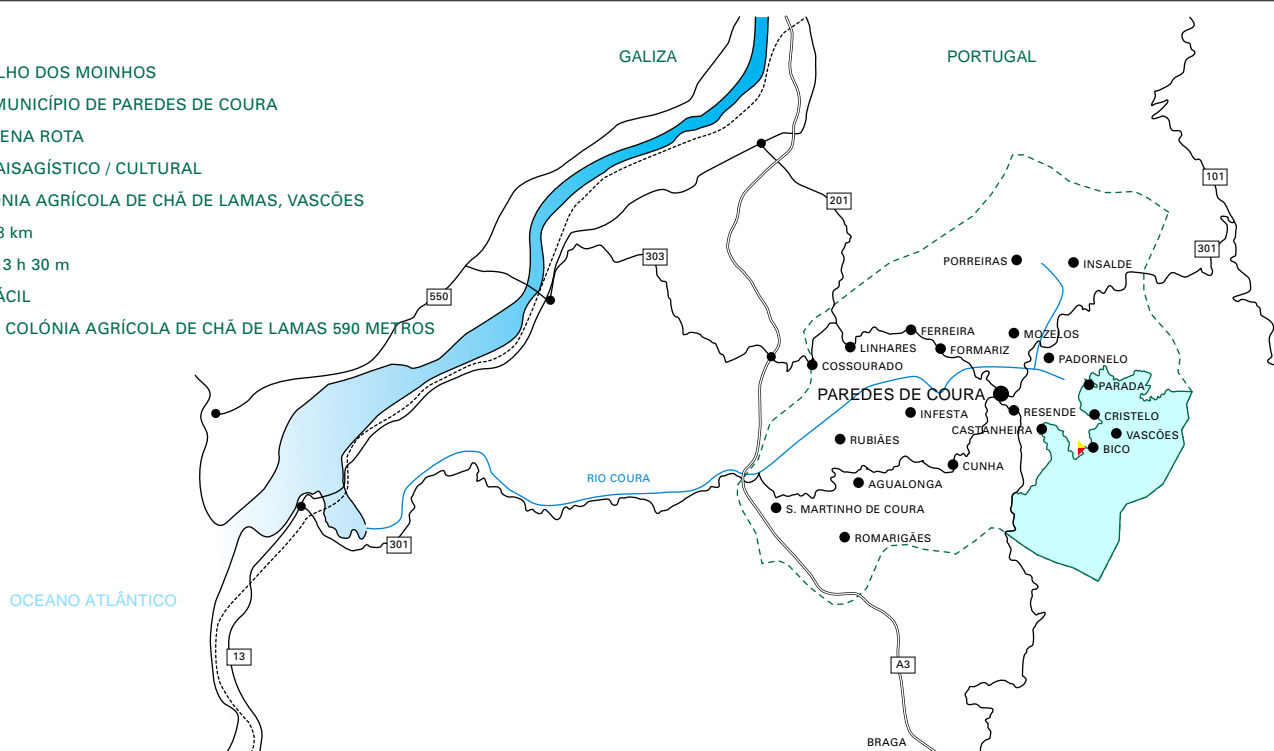 GALIZA
PORTUGAL
LHO DOS MOINHOS
MUNICÍPIO DE PAREDES DE COURA
ENA ROTA
AISAGÍSTICO / CULTURAL
NIA AGRÍCOLA DE CHÃ DE LAMAS, VASCÕES
km
3 h 30 m
ÁCIL
COLÓNIA AGRÍCOLA DE CHÃ DE LAMAS 590 METROS
101
201
301
303
550
PORREIRAS
INSALDE
FERREIRA
MOZELOS
LINHARES
FORMARIZ
PADORNELO
COSSOURADO
PARADA
PAREDES DE COURA
RESENDE
CRISTELO
INFESTA
CASTANHEIRA
VASCÕES
RUBIÃES
BICO
CUNHA
RIO COURA
AGUALONGA
S. MARTINHO DE COURA
ROMARIGÃES
301
OCEANO ATLÂNTICO
13
A3
BRAGA